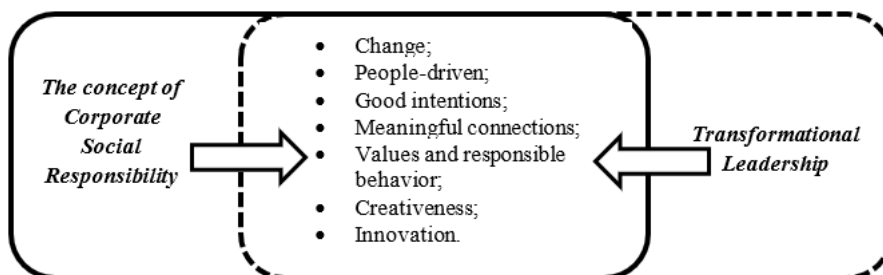 The concept of
Corporate
Social
Responsibility
• Change;
• People-driven;
• Good intentions;
• Meaningful connections;
• Values and responsible
behavior;
• Creativeness;
• Innovation.
Transformational
Leadership